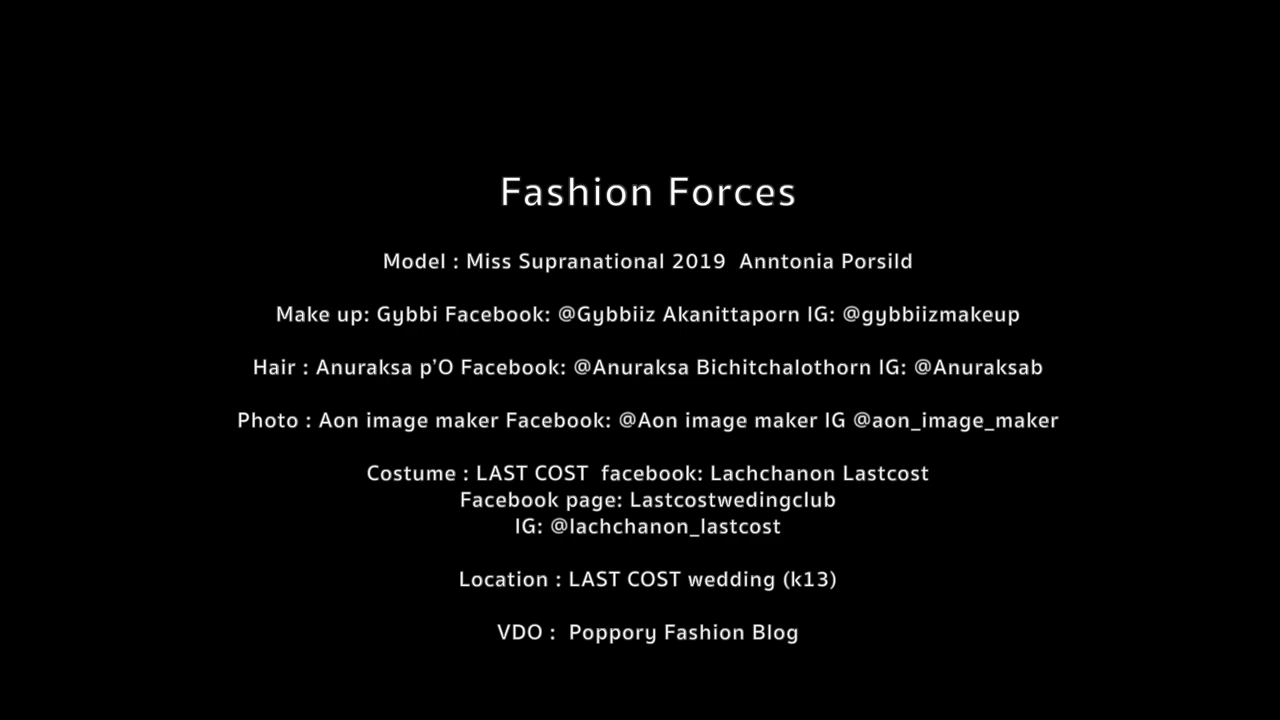 Fashion Forces
Model : Miss Supranational 2019  Anntonia Porsild
Make up: Gybbi Facebook: @Gybbiiz Akanittaporn IG: @gybbiizmakeup
Hair : Anuraksa p’O Facebook: @Anuraksa Bichitchalothorn IG: @Anuraksab
Photo : Aon image maker Facebook: @Aon image maker IG @aon_image_maker
Costume : LAST COST  facebook: Lachchanon Lastcost
Facebook page: Lastcostwedingclub
IG: @lachchanon_lastcost
Location : LAST COST wedding (k13)
VDO :  Poppory Fashion Blog